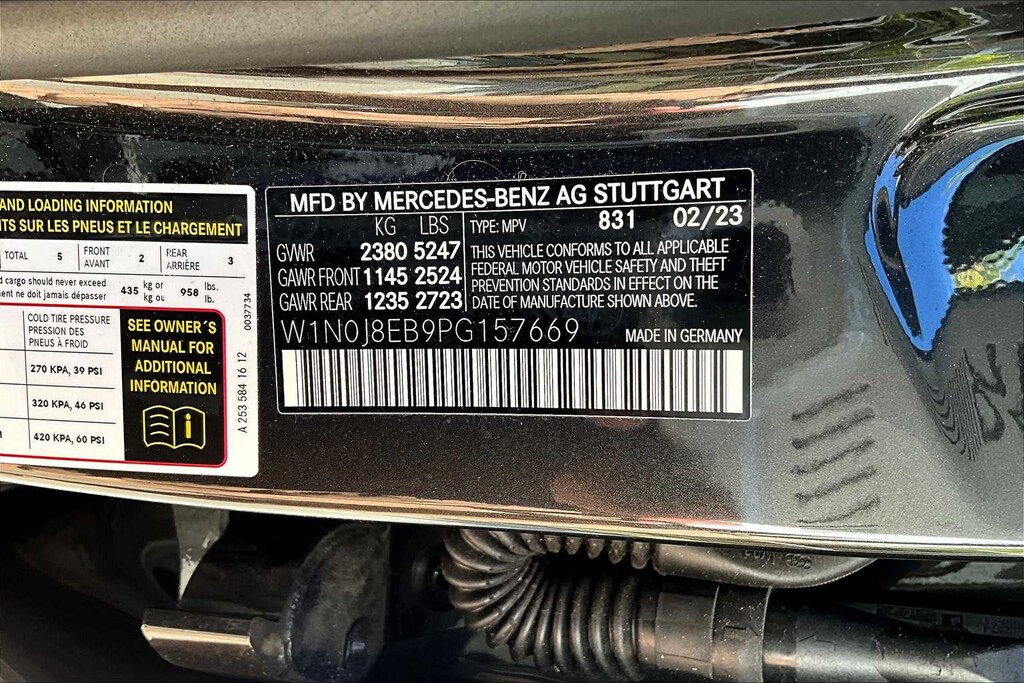 AND LOADING INFORMATION
TS SUR LES PNEUS ET LE CHARGEMENT
TOTAL 5 FRONT AVANT 2 REAR ARRIÈRE 3
d cargo should never exceed
ment ne doit jamais dépasser 435 kg or kg ou 958 lbs. lb.
COLD TIRE PRESSURE
PRESSION DES
PNEUS À FROID
270 KPA, 39 PSI
320 KPA, 46 PSI
420 KPA, 60 PSI
SEE OWNER´S
MANUAL FOR
ADDITIONAL
INFORMATION
i
0037734
A 253 584 16 12
MFD BY MERCEDES-BENZ AG STUTTGART
KG LBS
GVWR 2380 5247
GAWR FRONT 1145 2524
GAWR REAR 1235 2723
TYPE: MPV 831 02/23
THIS VEHICLE CONFORMS TO ALL APPLICABLE
FEDERAL MOTOR VEHICLE SAFETY AND THEFT
PREVENTION STANDARDS IN EFFECT ON THE
DATE OF MANUFACTURE SHOWN ABOVE.
W1N0J8EB9PG157669 MADE IN GERMANY